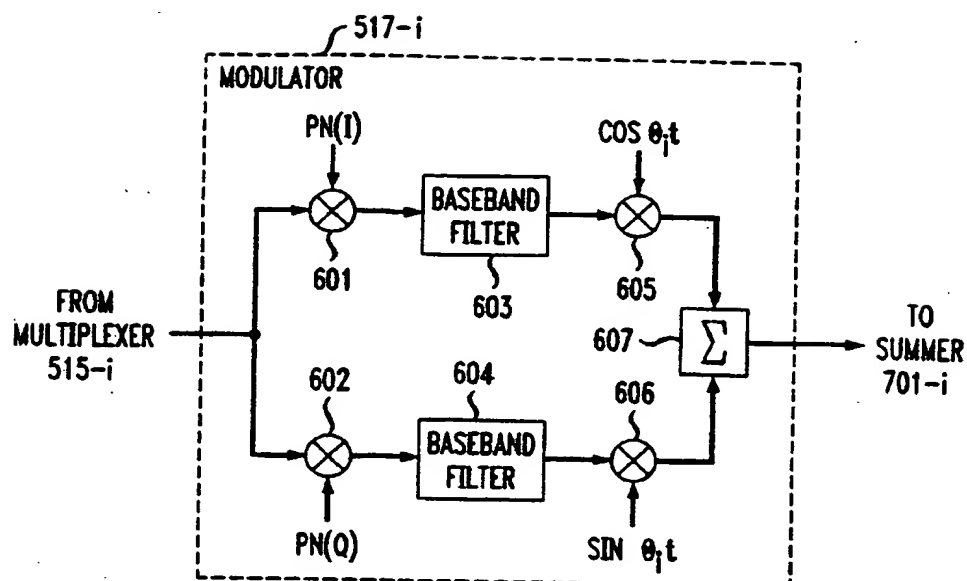 517-i
MODULATOR
PN(I)
COS θit
BASEBAND
FILTER
601
603
605
FROM
MULTIPLEXER
515-i
607
Σ
TO
SUMMER
701-i
602
604
606
BASEBAND
FILTER
PN(Q)
SIN θit